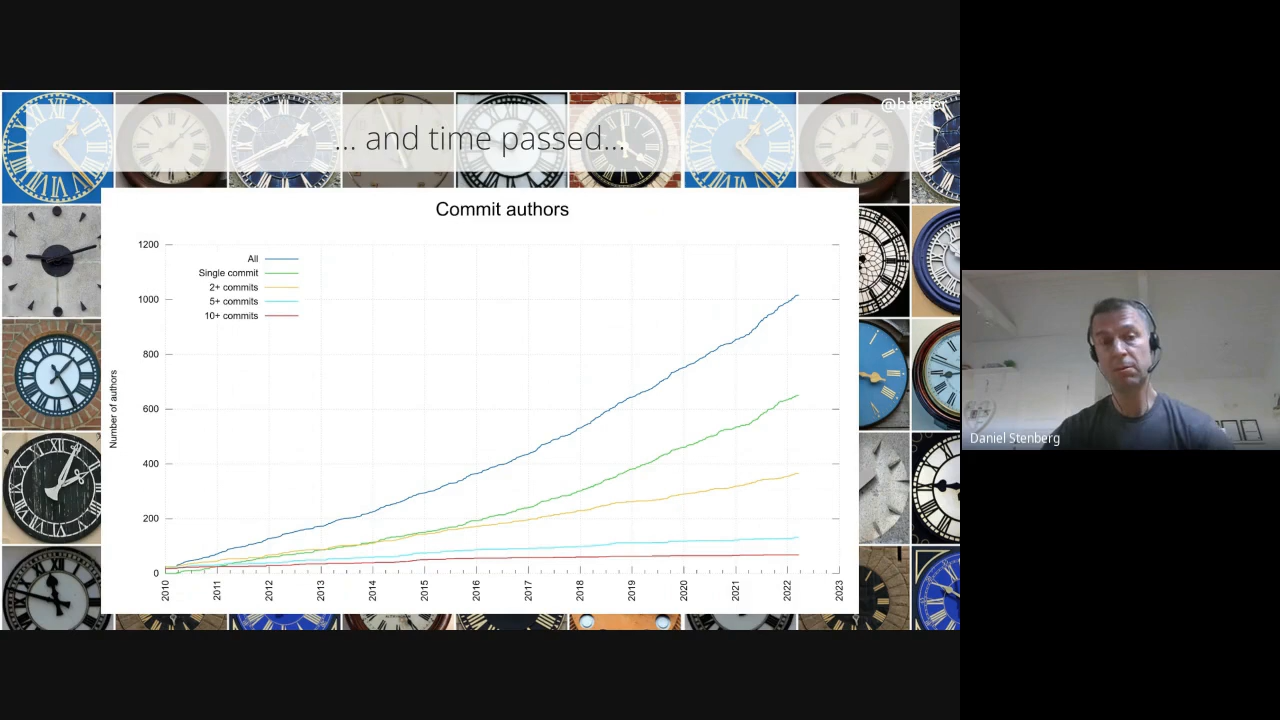 @bagder
... and time passed...
Commit authors
1200
1000
800
600
400
200
0
Number of authors
All
Single commit
2+ commits
5+ commits
10+ commits
2010
2011
2012
2013
2014
2015
2016
2017
2018
2019
2020
2021
2022
2023
Daniel Stenberg